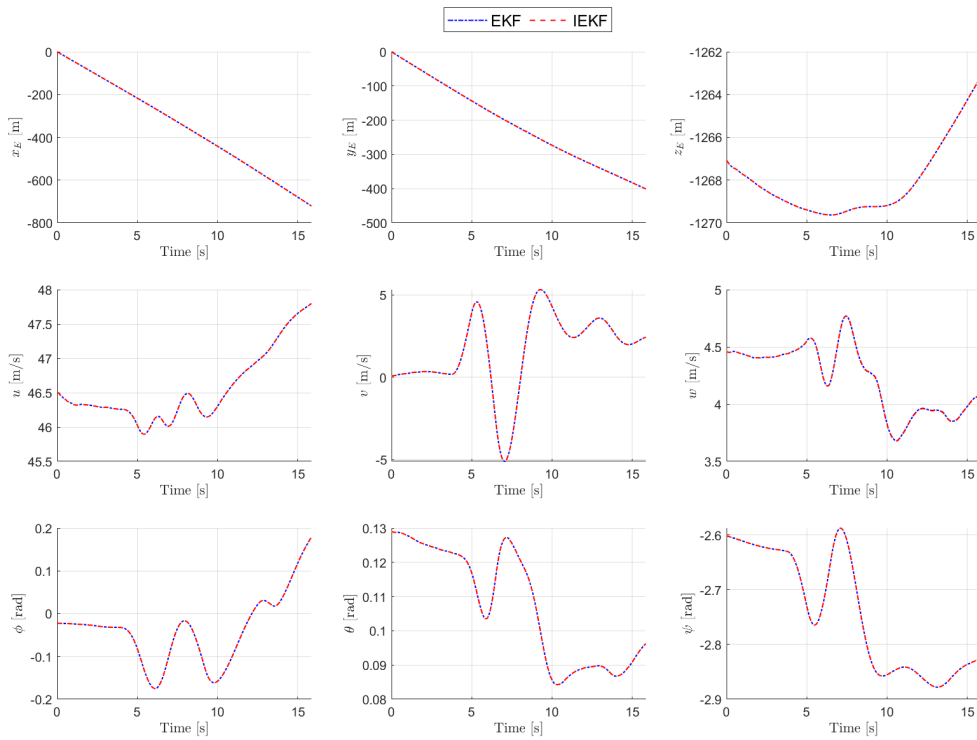 EKF IEKF
0
-200
-400
-600
-800
x_E [m]
0 5 10 15
Time [s]
0
-100
-200
-300
-400
-500
y_E [m]
0 5 10 15
Time [s]
-1262
-1264
-1266
-1268
-1270
z_E [m]
0 5 10 15
Time [s]
48
47.5
47
46.5
46
45.5
u [m/s]
0 5 10 15
Time [s]
5
0
-5
v [m/s]
0 5 10 15
Time [s]
5
4.5
4
3.5
w [m/s]
0 5 10 15
Time [s]
0.2
0.1
0
-0.1
-0.2
ϕ [rad]
0 5 10 15
Time [s]
0.13
0.12
0.11
0.1
0.09
0.08
θ [rad]
0 5 10 15
Time [s]
-2.6
-2.7
-2.8
-2.9
ψ [rad]
0 5 10 15
Time [s]